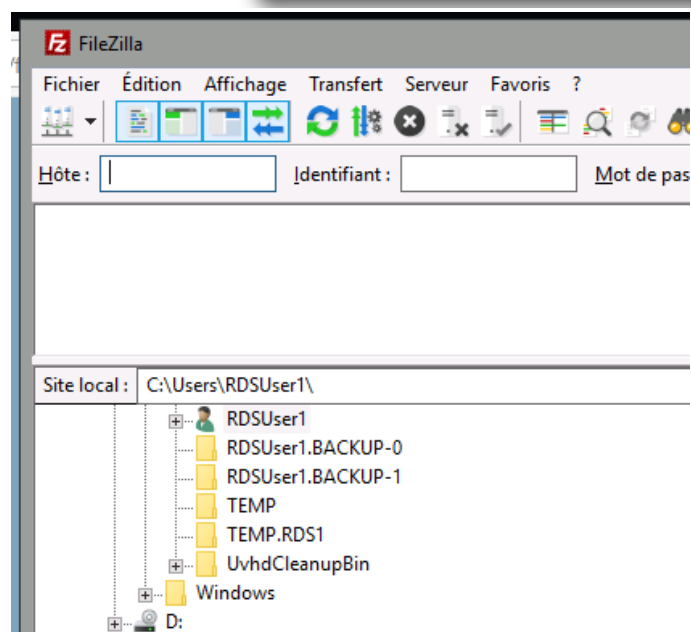 FileZilla
Fichier Édition Affichage Transfert Serveur Favoris ?
Hôte : Identifiant : Mot de pas
Site local : C:\Users\RDSUser1\
RDSUser1
RDSUser1.BACKUP-0
RDSUser1.BACKUP-1
TEMP
TEMP.RDS1
UvhdCleanupBin
Windows
D: